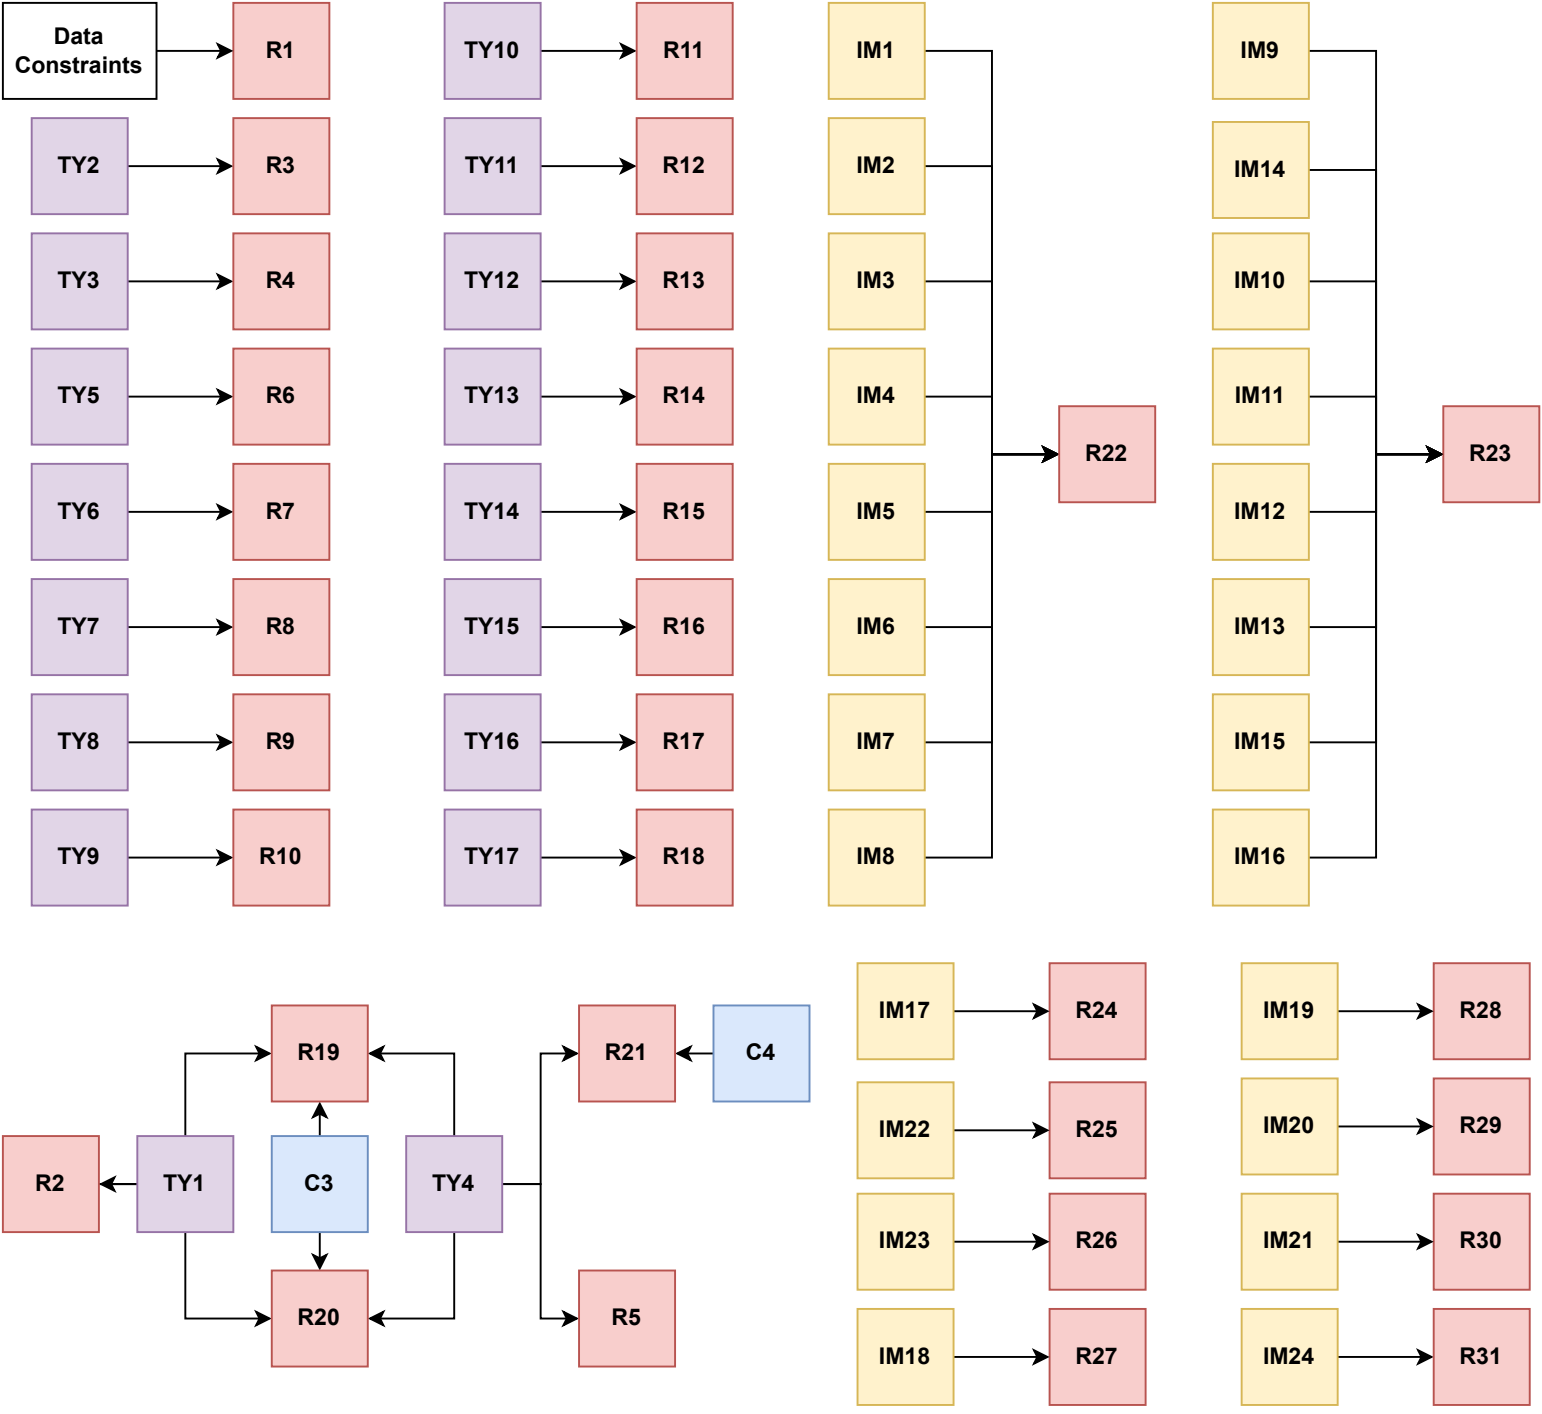 Data
Constraints
R1
TY10
R11
IM1
IM9
TY2
R3
TY11
R12
IM2
IM14
TY3
R4
TY12
R13
IM3
IM10
TY5
R6
TY13
R14
IM4
IM11
R22
R23
TY6
R7
TY14
R15
IM5
IM12
TY7
R8
TY15
R16
IM6
IM13
TY8
R9
TY16
R17
IM7
IM15
TY9
R10
TY17
R18
IM8
IM16
R19
R21
C4
R2
TY1
C3
TY4
R20
R5
IM17
R24
IM19
R28
IM22
R25
IM20
R29
IM23
R26
IM21
R30
IM18
R27
IM24
R31